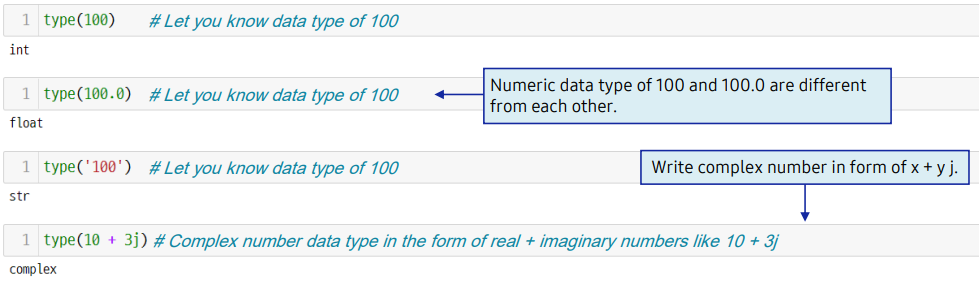 1 type(100) # Let you know data type of 100
int
1 type(100.0) # Let you know data type of 100
Numeric data type of 100 and 100.0 are different
from each other.
float
1 type('100') # Let you know data type of 100
Write complex number in form of x + y j.
str
1 type(10 + 3j) # Complex number data type in the form of real + imaginary numbers like 10 + 3j
complex